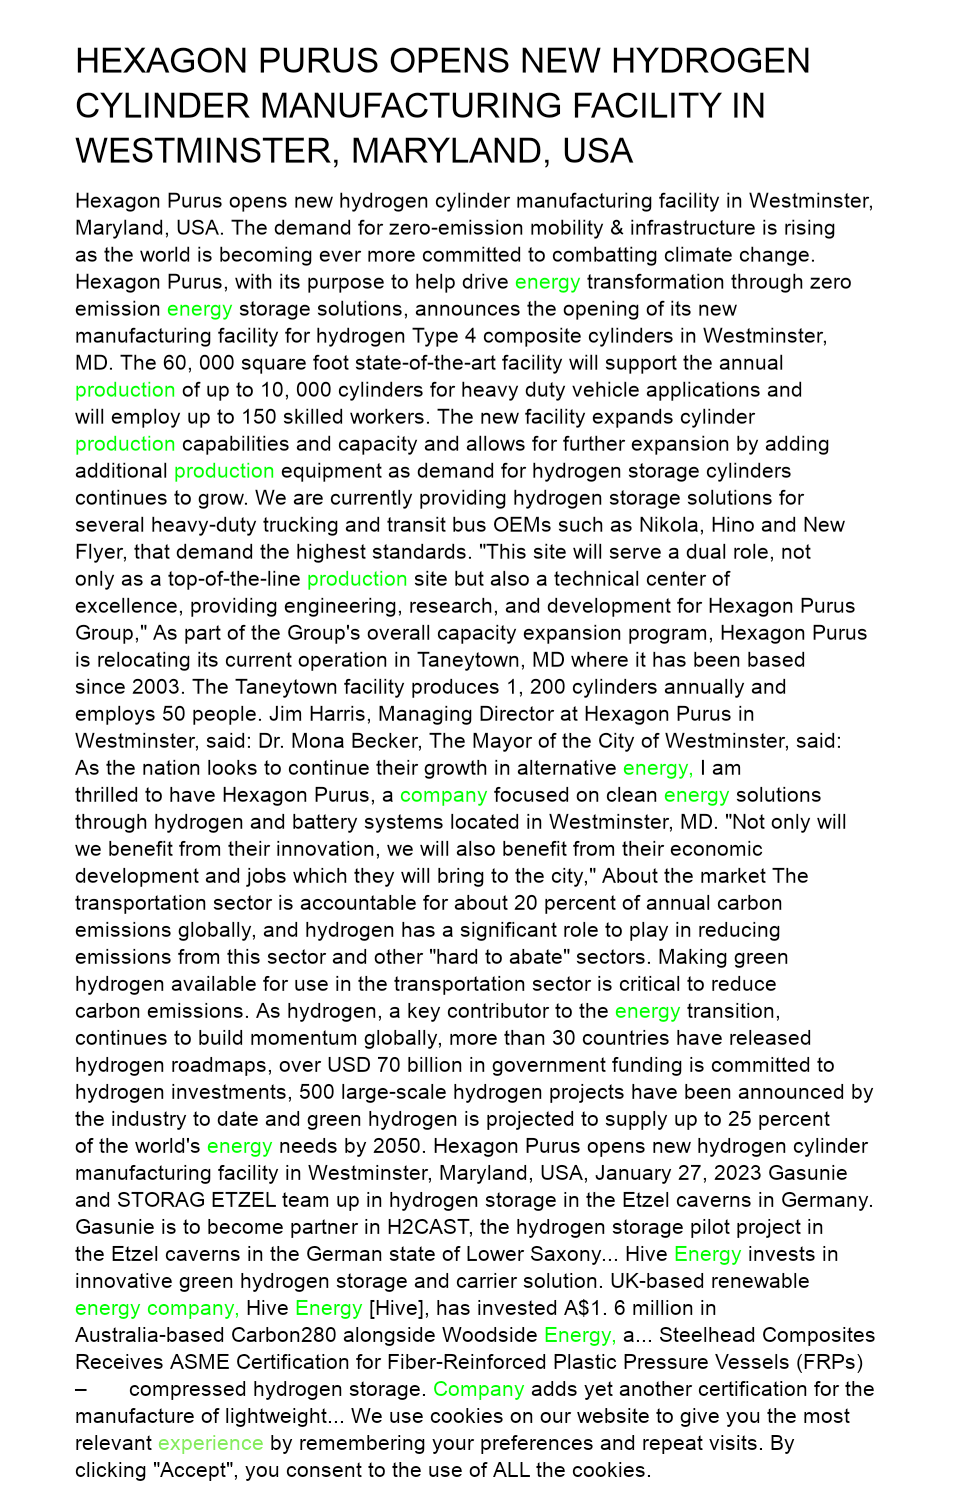 HEXAGON PURUS OPENS NEW HYDROGEN
CYLINDER MANUFACTURING FACILITY IN
WESTMINSTER, MARYLAND, USA
Hexagon Purus opens new hydrogen cylinder manufacturing facility in Westminster,
Maryland, USA. The demand for zero-emission mobility & infrastructure is rising
as the world is becoming ever more committed to combatting climate change.
Hexagon Purus, with its purpose to help drive energy transformation through zero
emission energy storage solutions, announces the opening of its new
manufacturing facility for hydrogen Type 4 composite cylinders in Westminster,
MD. The 60, 000 square foot state-of-the-art facility will support the annual
production of up to 10, 000 cylinders for heavy duty vehicle applications and
will employ up to 150 skilled workers. The new facility expands cylinder
production capabilities and capacity and allows for further expansion by adding
additional production equipment as demand for hydrogen storage cylinders
continues to grow. We are currently providing hydrogen storage solutions for
several heavy-duty trucking and transit bus OEMs such as Nikola, Hino and New
Flyer, that demand the highest standards. "This site will serve a dual role, not
only as a top-of-the-line production site but also a technical center of
excellence, providing engineering, research, and development for Hexagon Purus
Group," As part of the Group's overall capacity expansion program, Hexagon Purus
is relocating its current operation in Taneytown, MD where it has been based
since 2003. The Taneytown facility produces 1, 200 cylinders annually and
employs 50 people. Jim Harris, Managing Director at Hexagon Purus in
Westminster, said: Dr. Mona Becker, The Mayor of the City of Westminster, said:
As the nation looks to continue their growth in alternative energy, I am
thrilled to have Hexagon Purus, a company focused on clean energy solutions
through hydrogen and battery systems located in Westminster, MD. "Not only will
we benefit from their innovation, we will also benefit from their economic
development and jobs which they will bring to the city," About the market The
transportation sector is accountable for about 20 percent of annual carbon
emissions globally, and hydrogen has a significant role to play in reducing
emissions from this sector and other "hard to abate" sectors. Making green
hydrogen available for use in the transportation sector is critical to reduce
carbon emissions. As hydrogen, a key contributor to the energy transition,
continues to build momentum globally, more than 30 countries have released
hydrogen roadmaps, over USD 70 billion in government funding is committed to
hydrogen investments, 500 large-scale hydrogen projects have been announced by
the industry to date and green hydrogen is projected to supply up to 25 percent
of the world's energy needs by 2050. Hexagon Purus opens new hydrogen cylinder
manufacturing facility in Westminster, Maryland, USA, January 27, 2023 Gasunie
and STORAG ETZEL team up in hydrogen storage in the Etzel caverns in Germany.
Gasunie is to become partner in H2CAST, the hydrogen storage pilot project in
the Etzel caverns in the German state of Lower Saxony... Hive Energy invests in
innovative green hydrogen storage and carrier solution. UK-based renewable
energy company, Hive Energy [Hive], has invested A$1. 6 million in
Australia-based Carbon280 alongside Woodside Energy, a... Steelhead Composites
Receives ASME Certification for Fiber-Reinforced Plastic Pressure Vessels (FRPs)
– compressed hydrogen storage. Company adds yet another certification for the
manufacture of lightweight... We use cookies on our website to give you the most
relevant experience by remembering your preferences and repeat visits. By
clicking "Accept", you consent to the use of ALL the cookies.